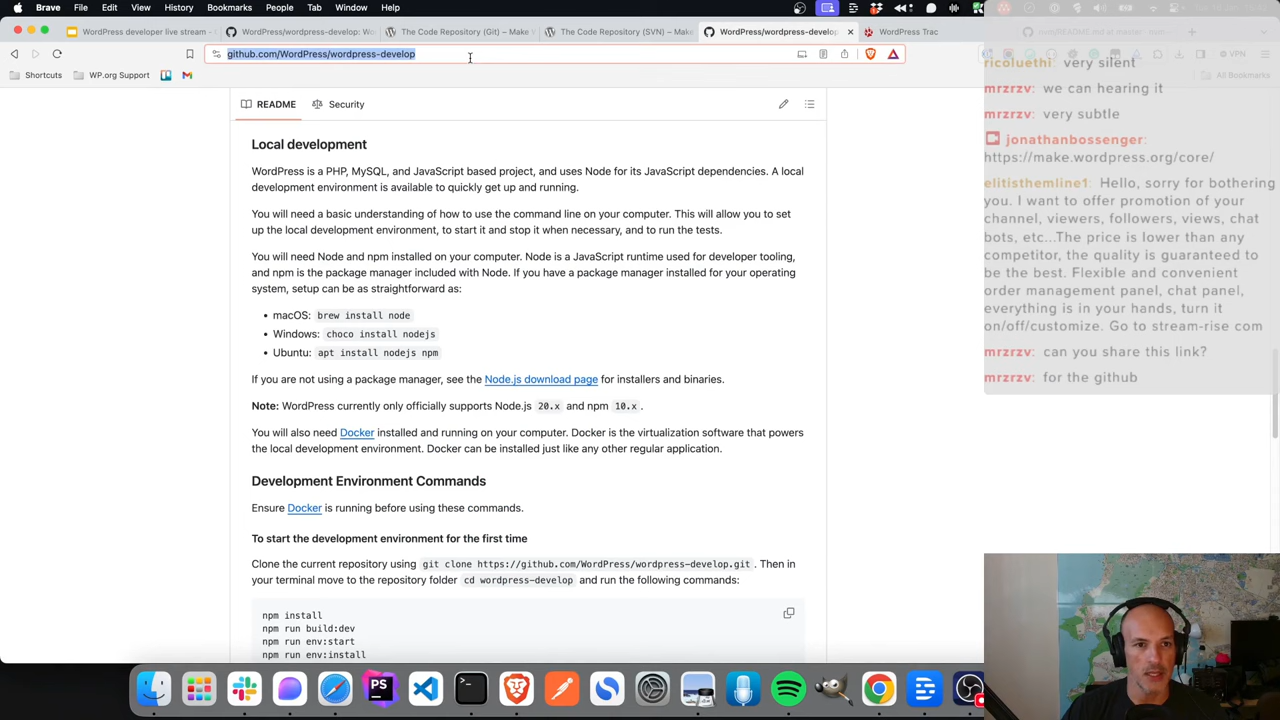 Brave File Edit View History Bookmarks People Tab Window Help
WordPress developer live stream -
WordPress/wordpress-develop: Wo
The Code Repository (Git) – Make W
The Code Repository (SVN) – Make
WordPress/wordpress-develop
WordPress Trac
github.com/WordPress/wordpress-develop
VPN
Shortcuts
WP.org Support
All Bookmarks
README
Security
Local development
WordPress is a PHP, MySQL, and JavaScript based project, and uses Node for its JavaScript dependencies. A local
development environment is available to quickly get up and running.
You will need a basic understanding of how to use the command line on your computer. This will allow you to set
up the local development environment, to start it and stop it when necessary, and to run the tests.
You will need Node and npm installed on your computer. Node is a JavaScript runtime used for developer tooling,
and npm is the package manager included with Node. If you have a package manager installed for your operating
system, setup can be as straightforward as:
• macOS: brew install node
• Windows: choco install nodejs
• Ubuntu: apt install nodejs npm
If you are not using a package manager, see the Node.js download page for installers and binaries.
Note: WordPress currently only officially supports Node.js 20.x and npm 10.x .
You will also need Docker installed and running on your computer. Docker is the virtualization software that powers
the local development environment. Docker can be installed just like any other regular application.
Development Environment Commands
Ensure Docker is running before using these commands.
To start the development environment for the first time
Clone the current repository using git clone https://github.com/WordPress/wordpress-develop.git . Then in
your terminal move to the repository folder cd wordpress-develop and run the following commands:
npm install
npm run build:dev
npm run env:start
npm run env:install
ricoluethi: very silent
mrzrzv: we can hearing it
mrzrzv: very subtle
jonathanbossenger:
https://make.wordpress.org/core/
elitisthemline1: Hello, sorry for bothering
you. I want to offer promotion of your
channel, viewers, followers, views, chat
bots, etc...The price is lower than any
competitor, the quality is guaranteed to
be the best. Flexible and convenient
order management panel, chat panel,
everything is in your hands, turn it
on/off/customize. Go to stream-rise com
mrzrzv: can you share this link?
mrzrzv: for the github
PS